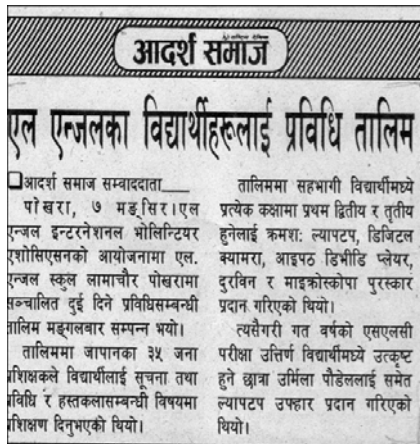 आदर्श समाज
एल एन्जलका विद्यार्थीहरूलाई प्रविधि तालिम
आदर्श समाज सम्वाददाता
पोखरा, ७ मङ्सिर।एल
एन्जल इन्टरनेशनल भोलिन्टियर
एशोसिएसनको आयोजनामा एल.
एन्जल स्कुल लामाचौर पोखरामा
सञ्चालित दुई दिने प्रविधिसम्बन्धी
तालिम मङ्गलबार सम्पन्न भयो।
तालिममा जापानका ३५ जना
प्रशिक्षकले विद्यार्थीलाई सूचना तथा
प्रविधि र हस्तकलासम्बन्धी विषयमा
प्रशिक्षण दिनुभएको थियो।
तालिममा सहभागी विद्यार्थीमध्ये
प्रत्येक कक्षामा प्रथम द्वितीय र तृतीय
हुनेलाई क्रमशः ल्यापटप, डिजिटल
क्यामरा, आइपठ डिभीडि प्लेयर,
दुरविन र माइक्रोस्कोपा पुरस्कार
प्रदान गरिएको थियो।
त्यसैगरी गत वर्षको एसएलसी
परीक्षा उत्तिर्ण विद्यार्थीमध्ये उत्कृष्ट
हुने छात्रा उर्मिला पौडेललाई समेत
ल्यापटप उपहार प्रदान गरिएको
थियो।